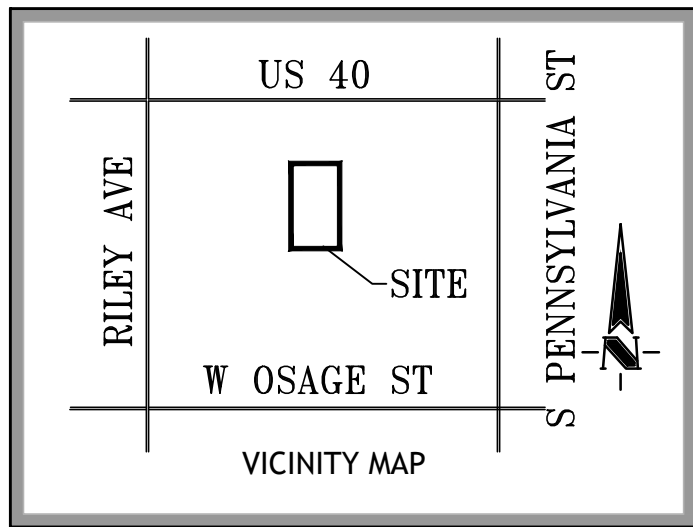 US 40
RILEY AVE
S PENNSYLVANIA ST
SITE
N
W OSAGE ST
VICINITY MAP